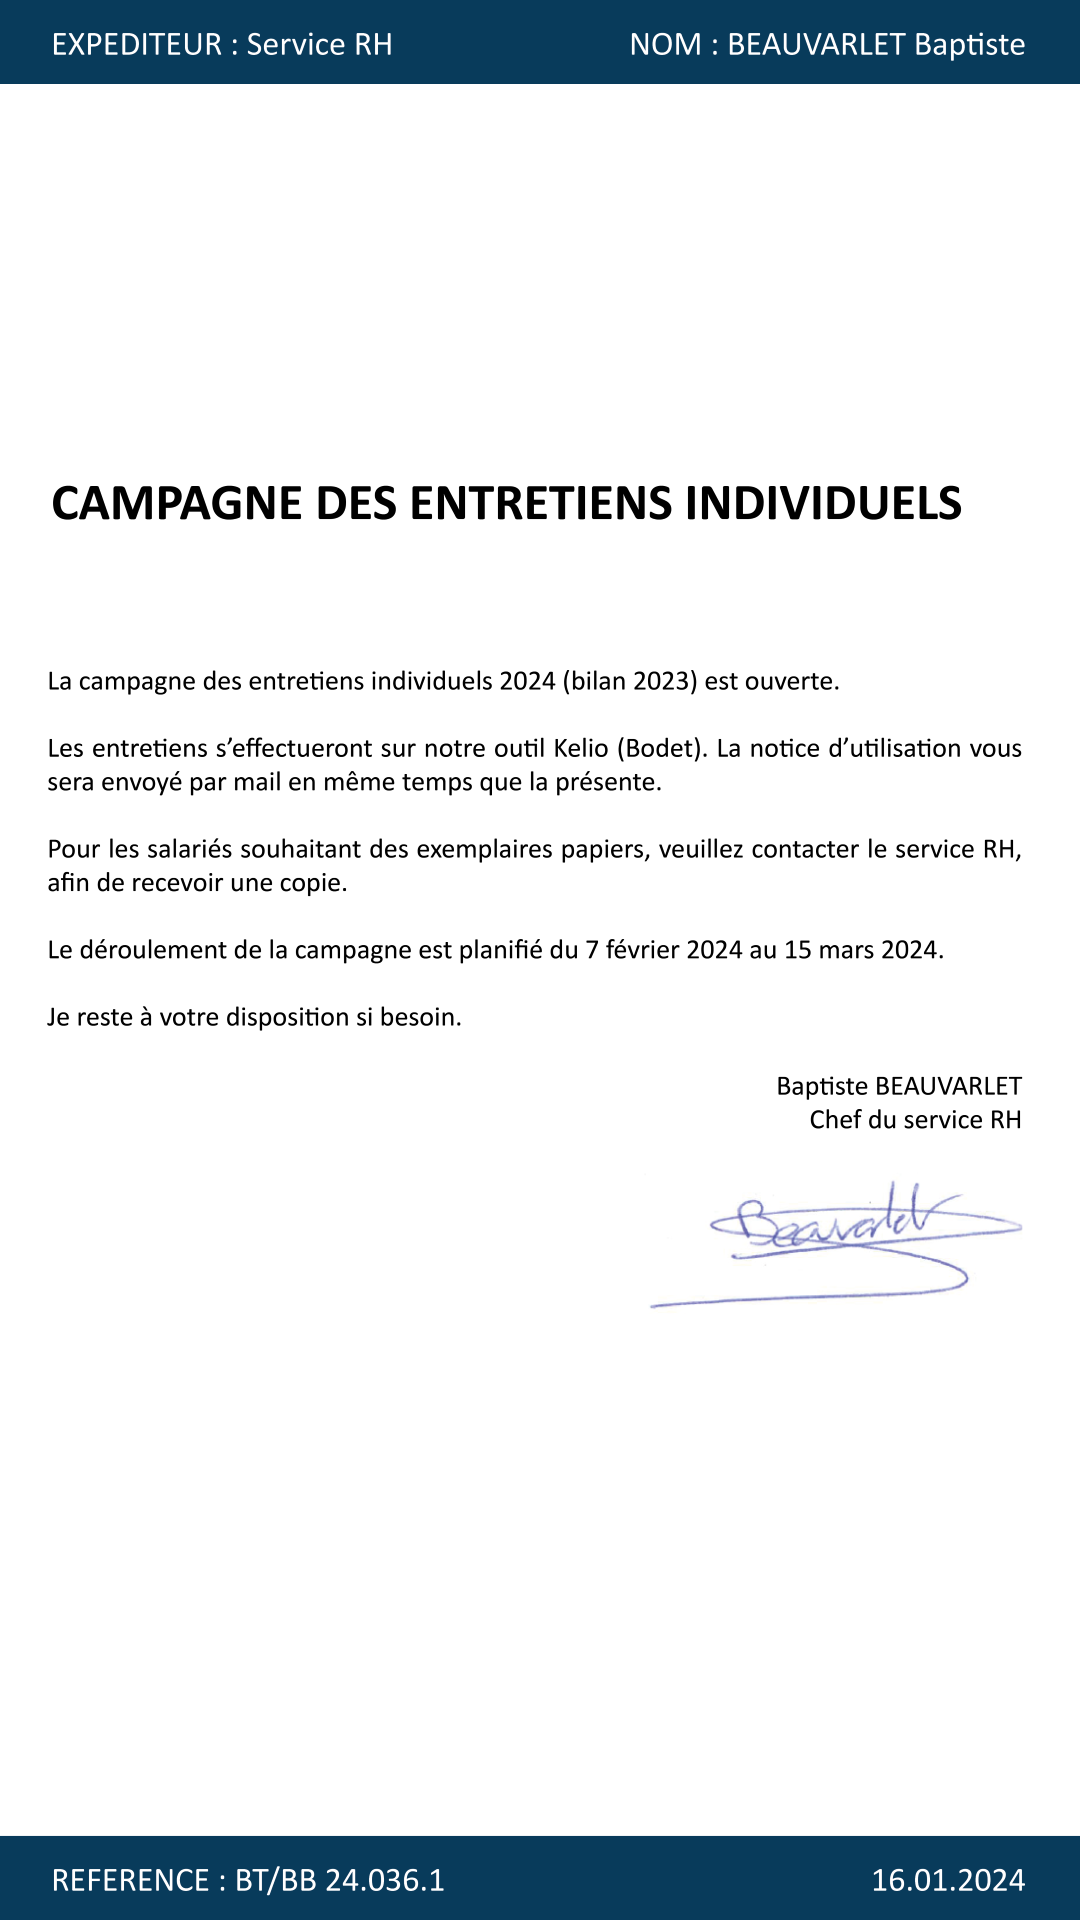 EXPEDITEUR : Service RH
NOM : BEAUVARLET Baptiste
CAMPAGNE DES ENTRETIENS INDIVIDUELS
La campagne des entretiens individuels 2024 (bilan 2023) est ouverte.
Les entretiens s’effectueront sur notre outil Kelio (Bodet). La notice d’utilisation vous
sera envoyé par mail en même temps que la présente.
Pour les salariés souhaitant des exemplaires papiers, veuillez contacter le service RH,
afin de recevoir une copie.
Le déroulement de la campagne est planifié du 7 février 2024 au 15 mars 2024.
Je reste à votre disposition si besoin.
Baptiste BEAUVARLET
Chef du service RH
Beauvarlet
REFERENCE : BT/BB 24.036.1
16.01.2024